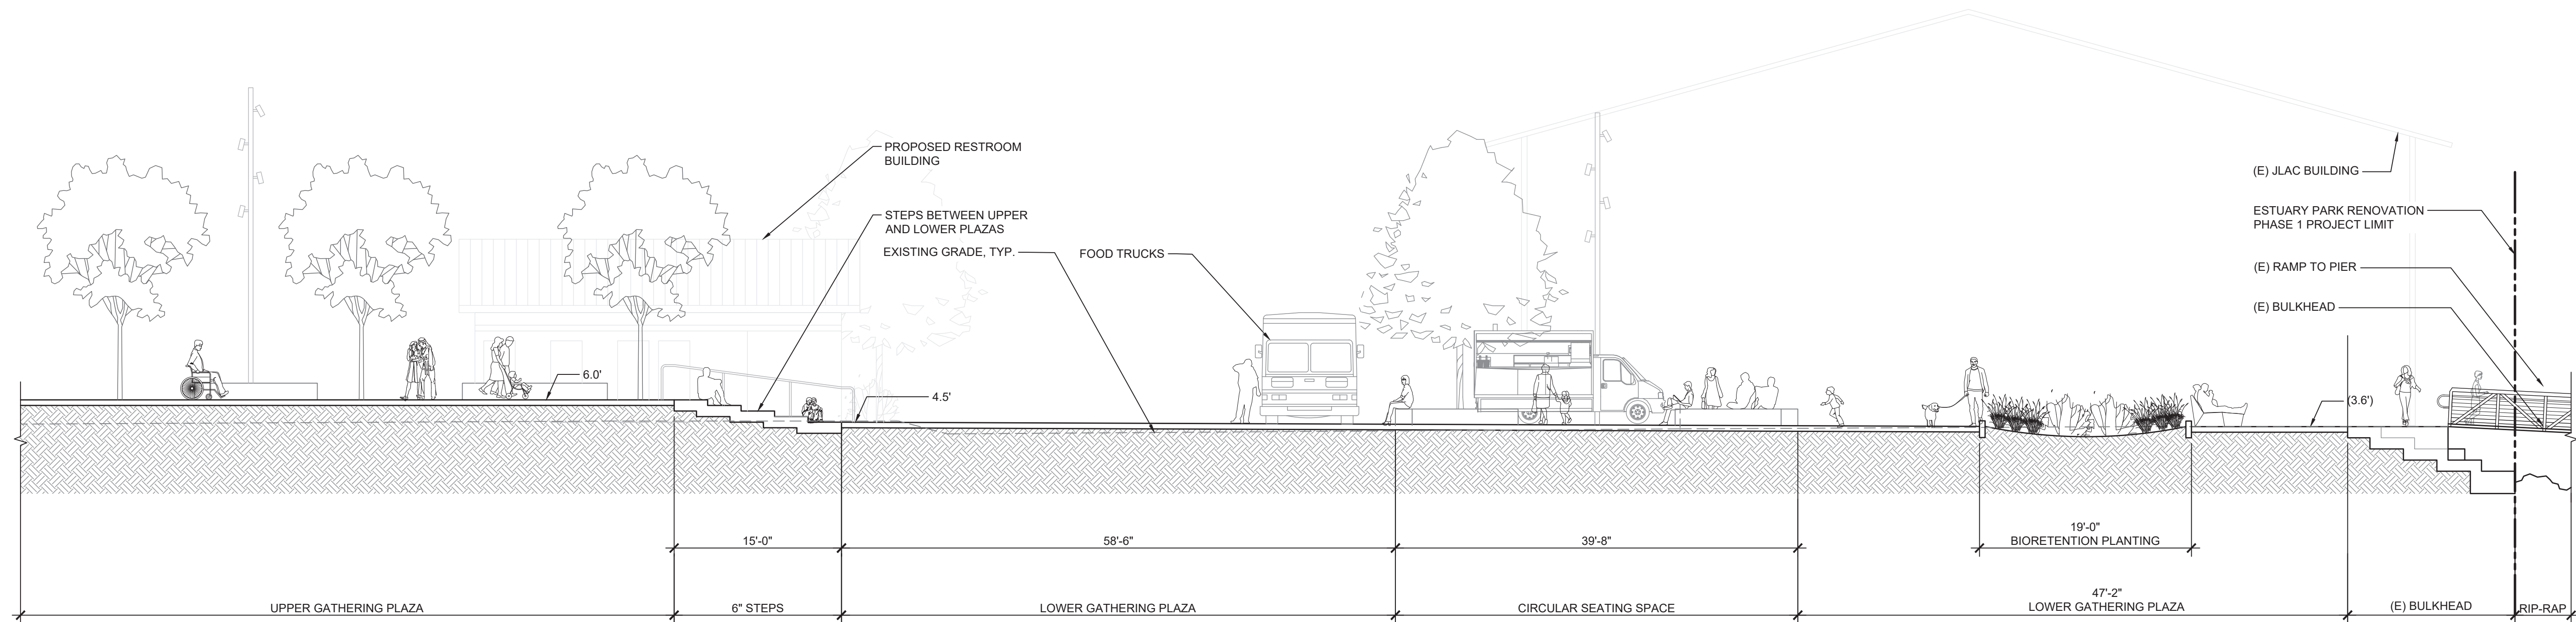 PROPOSED RESTROOM
BUILDING
STEPS BETWEEN UPPER
AND LOWER PLAZAS
EXISTING GRADE, TYP.
FOOD TRUCKS
(E) JLAC BUILDING
ESTUARY PARK RENOVATION
PHASE 1 PROJECT LIMIT
(E) RAMP TO PIER
(E) BULKHEAD
6.0'
4.5'
(3.6')
15'-0"
58'-6"
39'-8"
19'-0"
BIORETENTION PLANTING
UPPER GATHERING PLAZA
6" STEPS
LOWER GATHERING PLAZA
CIRCULAR SEATING SPACE
47'-2"
LOWER GATHERING PLAZA
(E) BULKHEAD
RIP-RAP